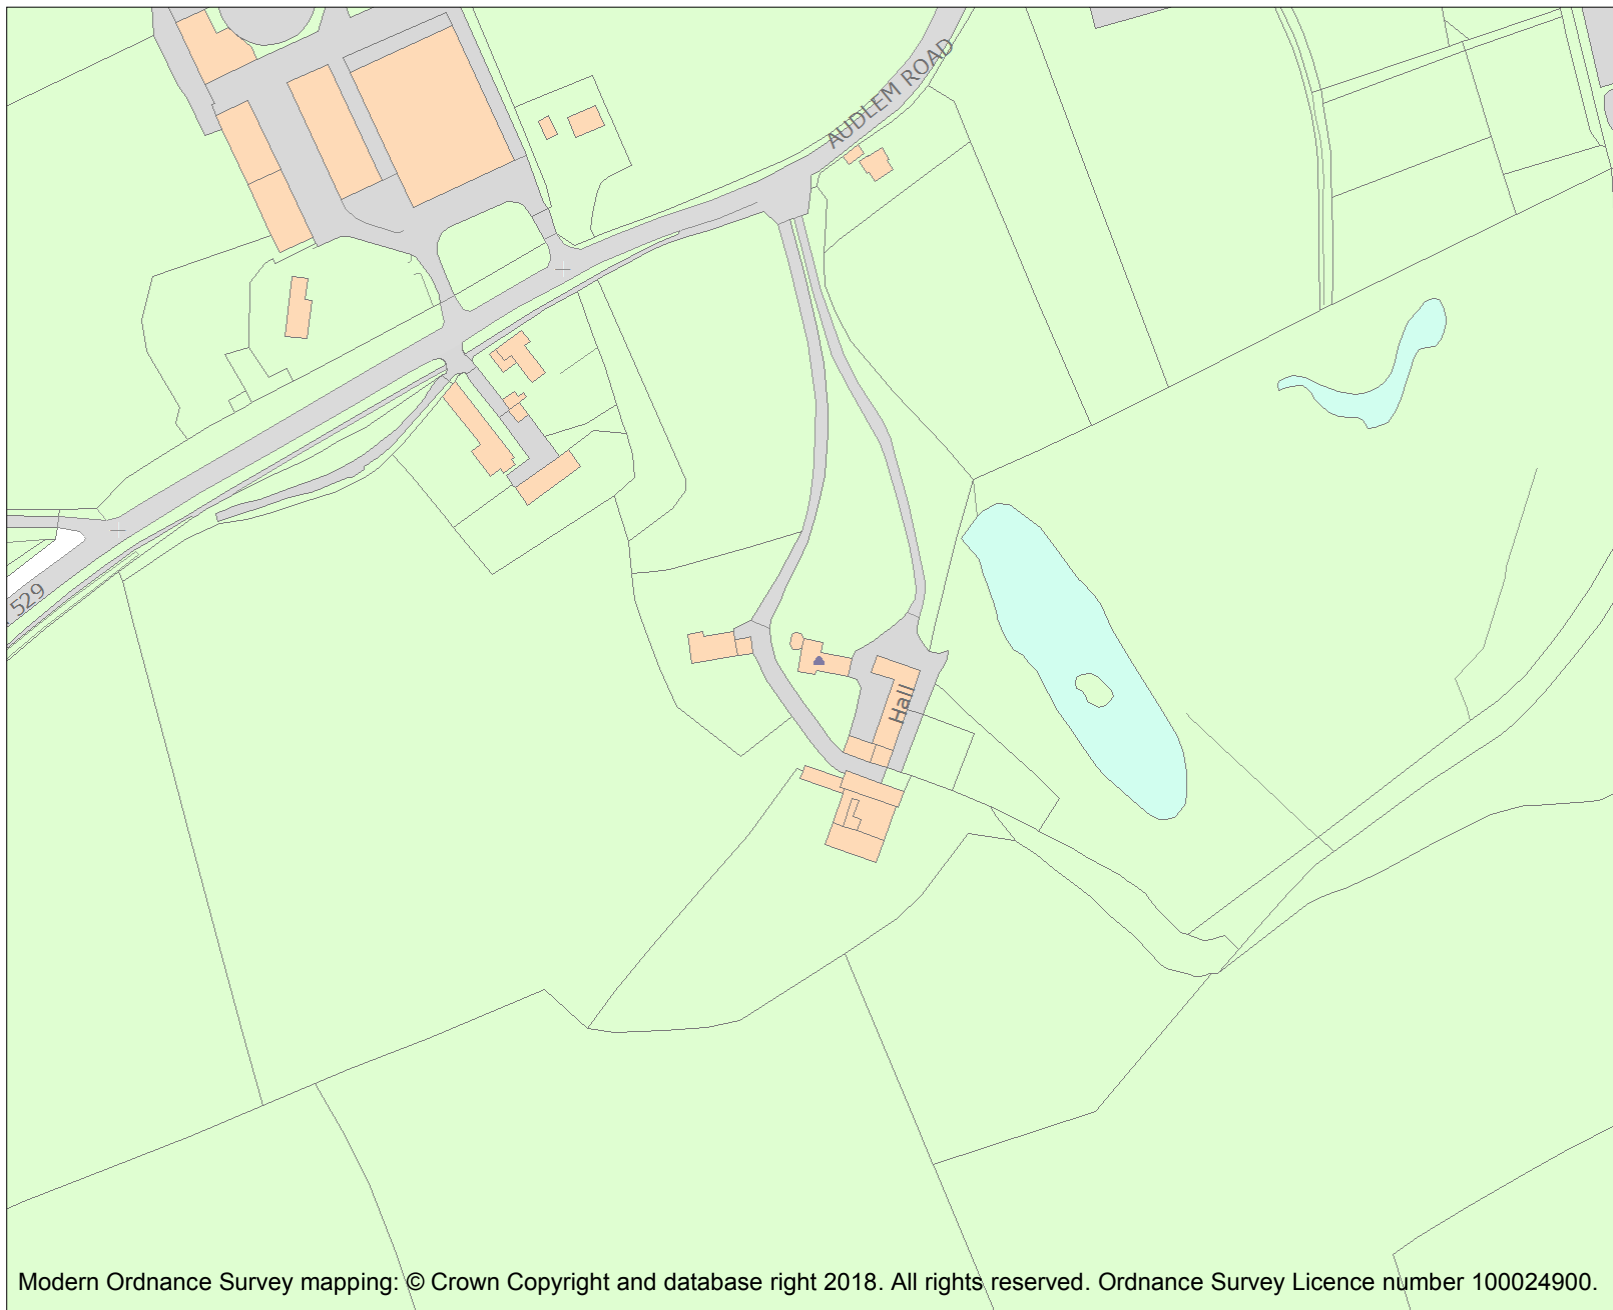 AUDLEM ROAD
529
Hall
Modern Ordnance Survey mapping: © Crown Copyright and database right 2018. All rights reserved. Ordnance Survey Licence number 100024900.